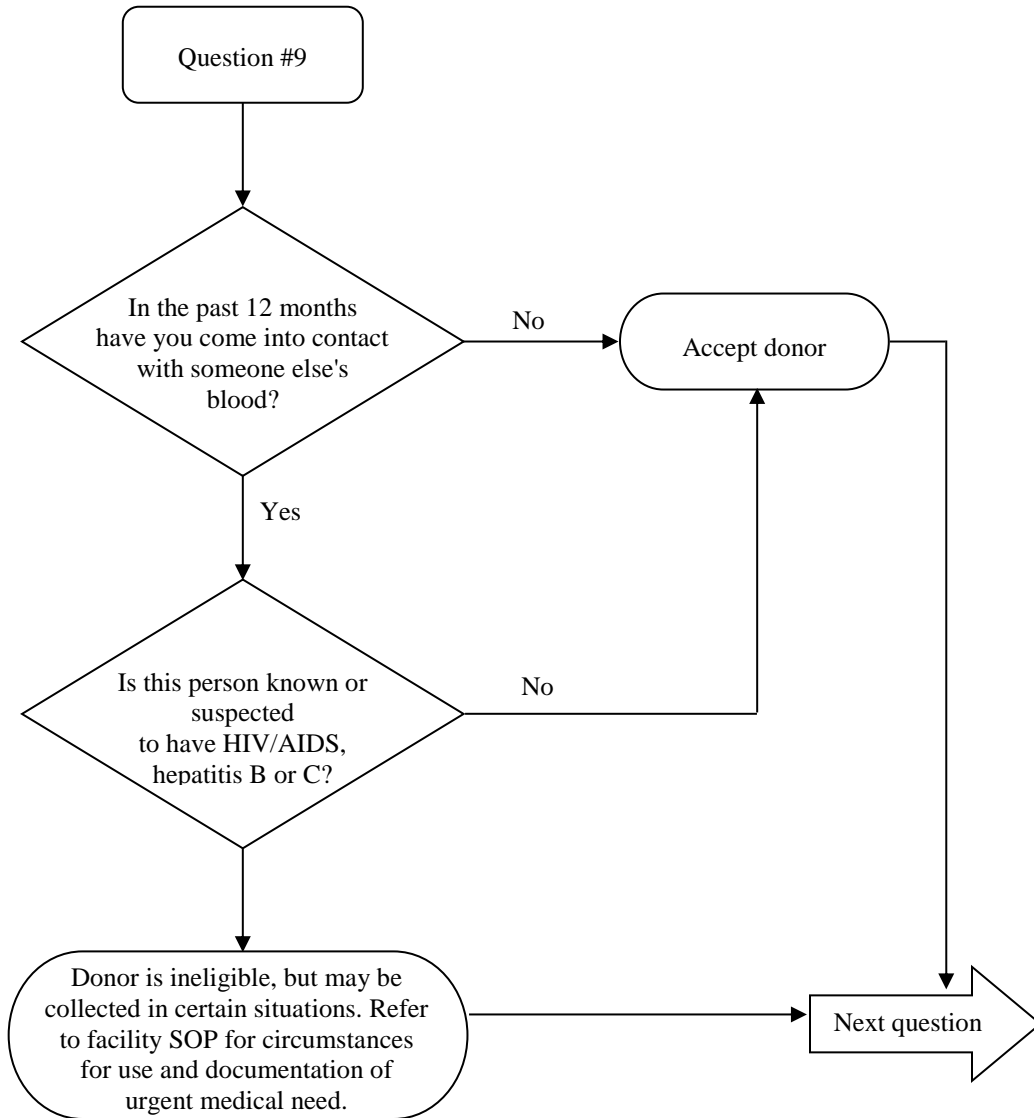 Question #9
In the past 12 months
have you come into contact
with someone else's
blood?
No
Accept donor
Yes
Is this person known or
suspected
to have HIV/AIDS,
hepatitis B or C?
No
Donor is ineligible, but may be
collected in certain situations. Refer
to facility SOP for circumstances
for use and documentation of
urgent medical need.
Next question